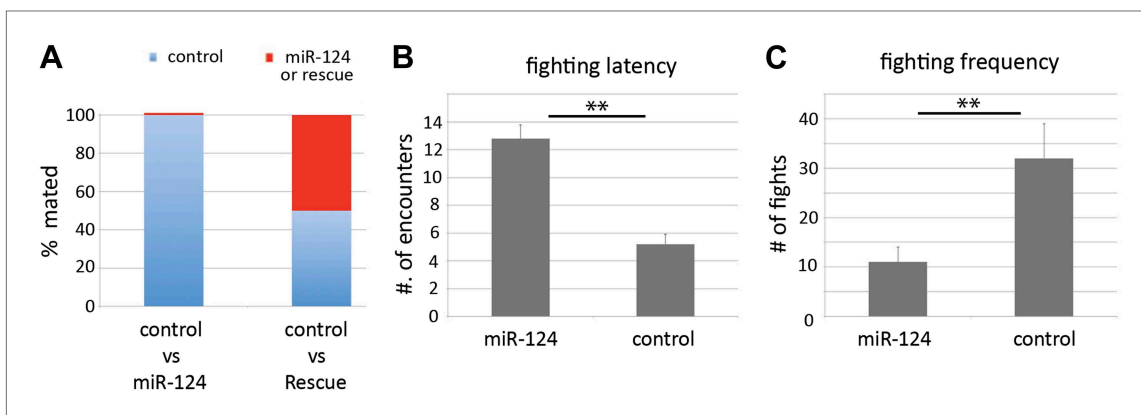 A
control
miR-124
or rescue
% mated
100
80
60
40
20
0
control
vs
miR-124
control
vs
Rescue
B
fighting latency
**
#. of encounters
14
12
10
8
6
4
2
0
miR-124
control
C
fighting frequency
**
# of fights
40
30
20
10
0
miR-124
control